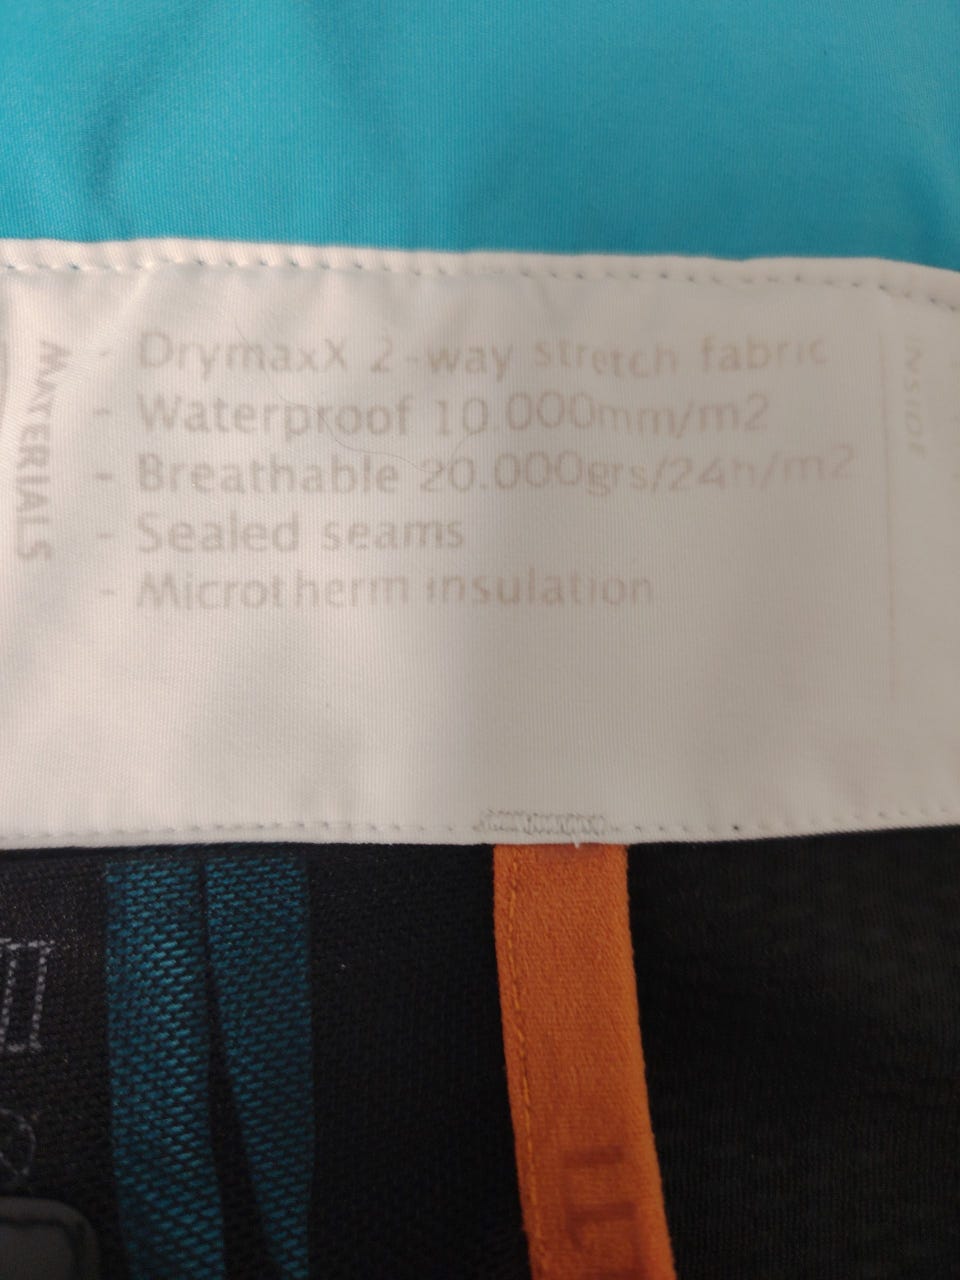 MATERIALS
- DrymaxX 2-way stretch fabric
- Waterproof 10.000mm/m2
- Breathable 20.000grs/24h/m2
- Sealed seams
- Microtherm insulation
INSIDE